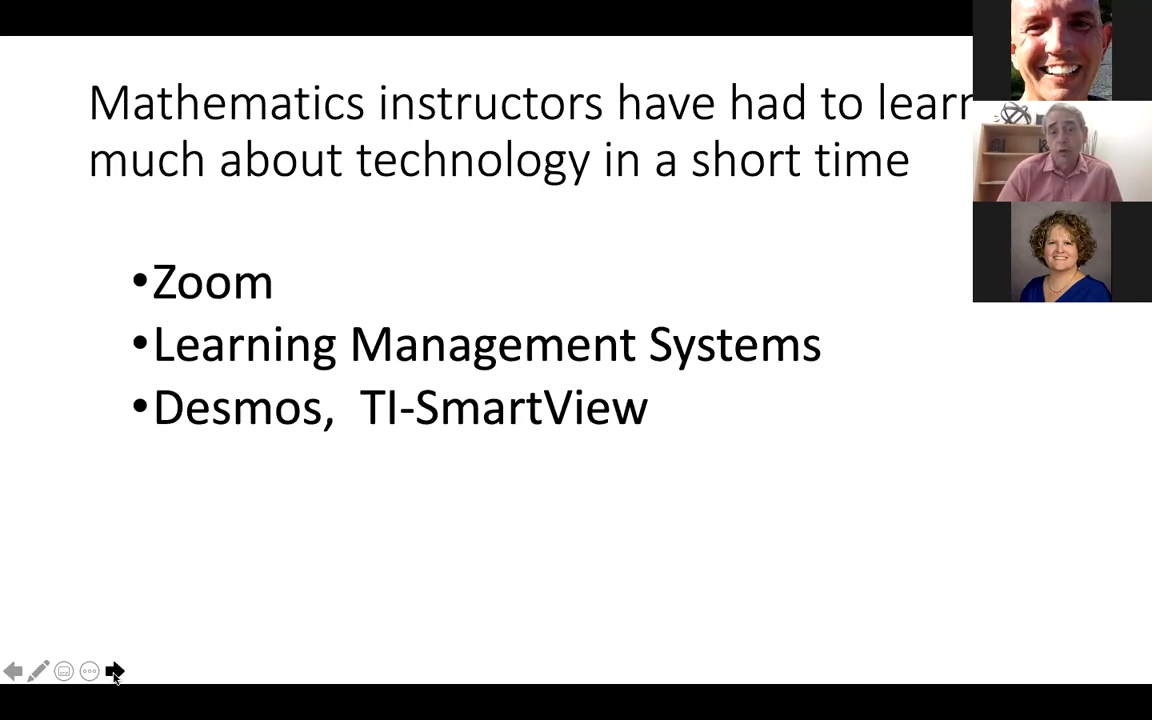 Mathematics instructors have had to learn
much about technology in a short time
•Zoom
•Learning Management Systems
•Desmos,  TI-SmartView